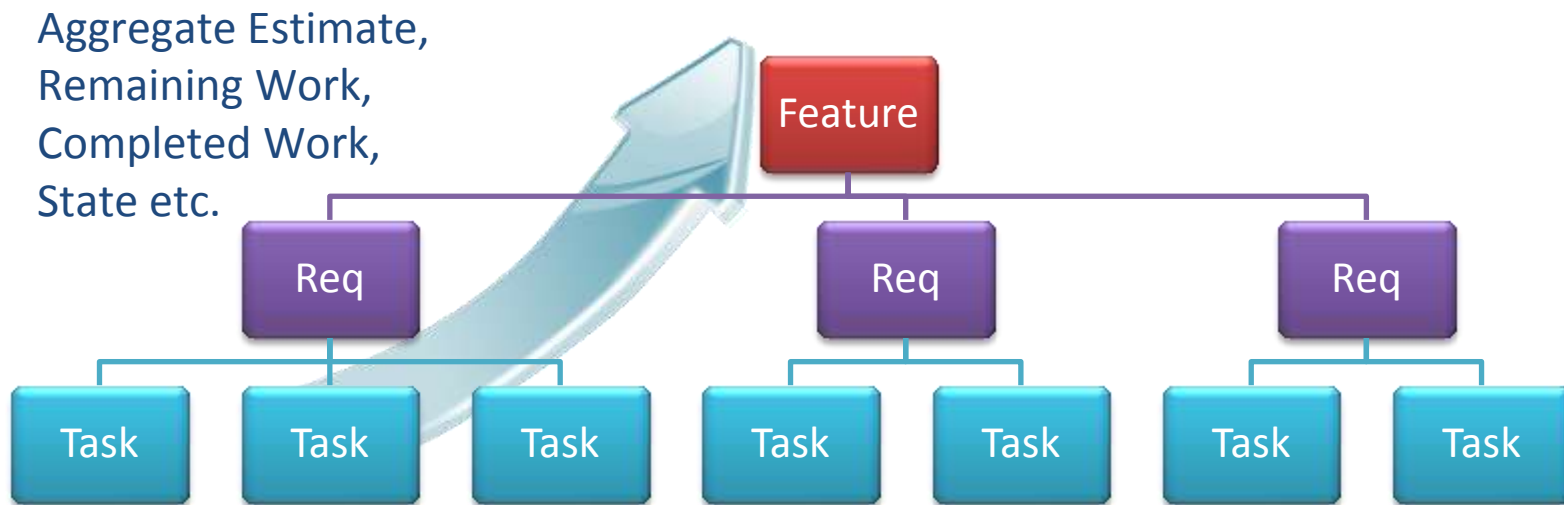 Aggregate Estimate,
Remaining Work,
Completed Work,
State etc.
Feature
Req
Req
Req
Task
Task
Task
Task
Task
Task
Task